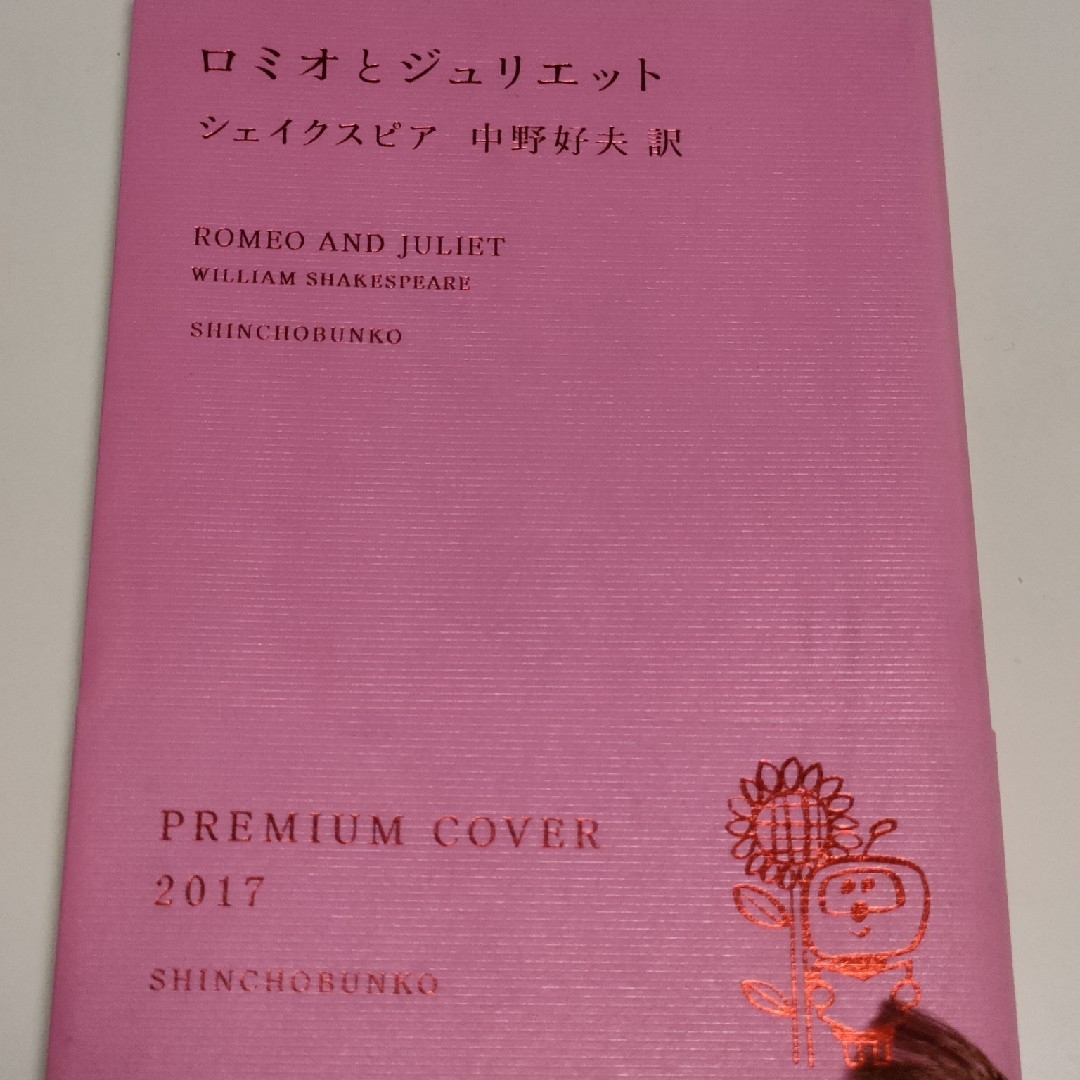 ロミオとジュリエット
シェイクスピア 中野好夫 訳
ROMEO AND JULIET
WILLIAM SHAKESPEARE
SHINCHOBUNKO
PREMIUM COVER
2017
SHINCHOBUNKO